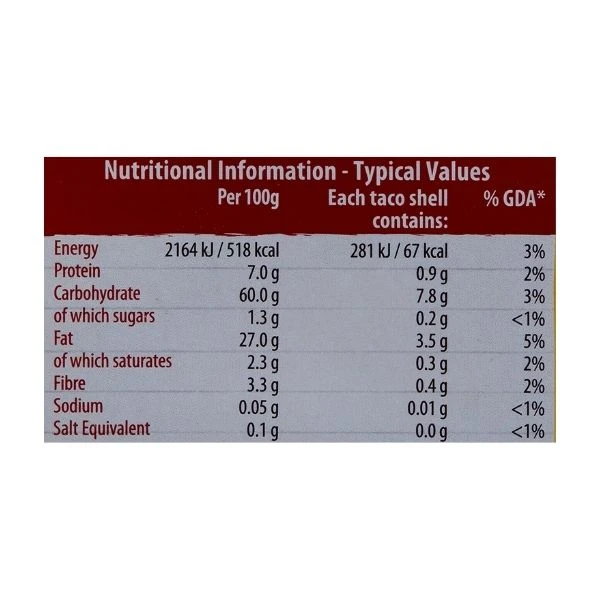 Nutritional Information - Typical Values
Per 100g Each taco shell % GDA*
contains:
Energy 2164 kJ / 518 kcal 281 kJ / 67 kcal 3%
Protein 7.0 g 0.9 g 2%
Carbohydrate 60.0 g 7.8 g 3%
of which sugars 1.3 g 0.2 g <1%
Fat 27.0 g 3.5 g 5%
of which saturates 2.3 g 0.3 g 2%
Fibre 3.3 g 0.4 g 2%
Sodium 0.05 g 0.01 g <1%
Salt Equivalent 0.1 g 0.0 g <1%